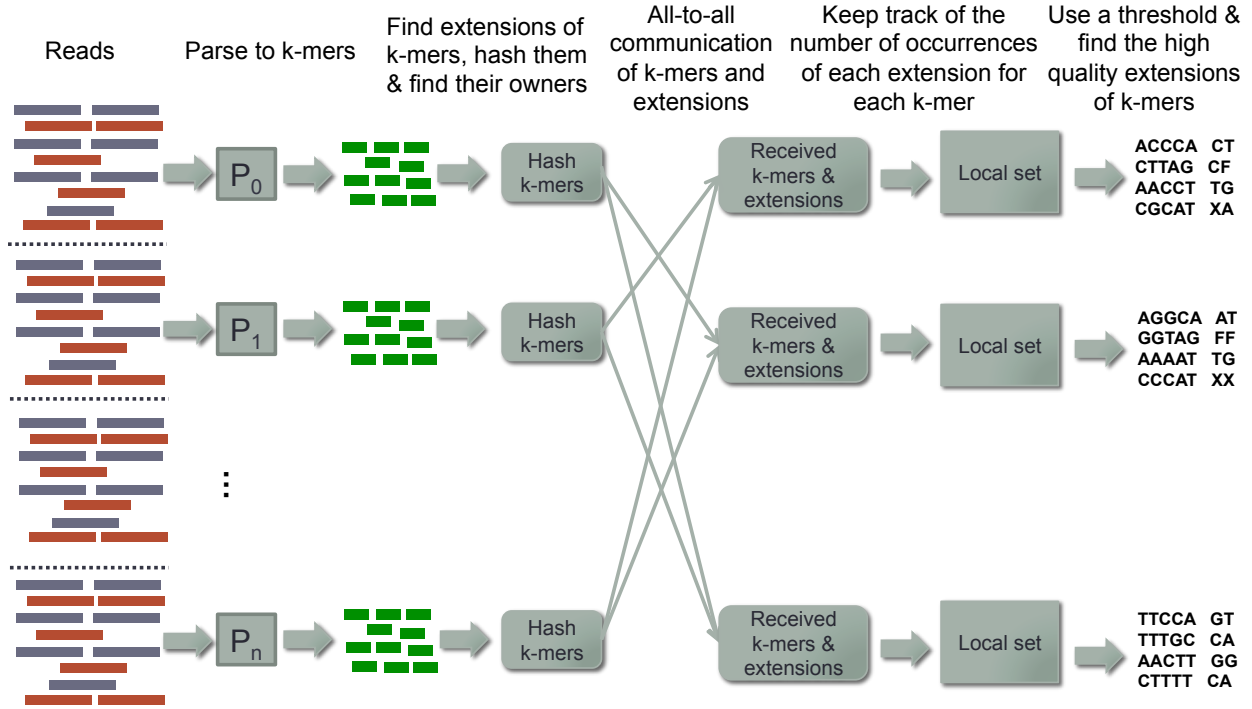 Reads
Parse to k-mers
Find extensions of
k-mers, hash them
& find their owners
All-to-all
communication
of k-mers and
extensions
Keep track of the
number of occurrences
of each extension for
each k-mer
Use a threshold &
find the high
quality extensions
of k-mers
P0
Hash
k-mers
Received
k-mers &
extensions
Local set
ACCCA CT
CTTAG CF
AACCT TG
CGCAT XA
P1
Hash
k-mers
Received
k-mers &
extensions
Local set
AGGCA AT
GGTAG FF
AAAAT TG
CCCAT XX
...
Pn
Hash
k-mers
Received
k-mers &
extensions
Local set
TTCCA GT
TTTGC CA
AACTT GG
CTTTT CA